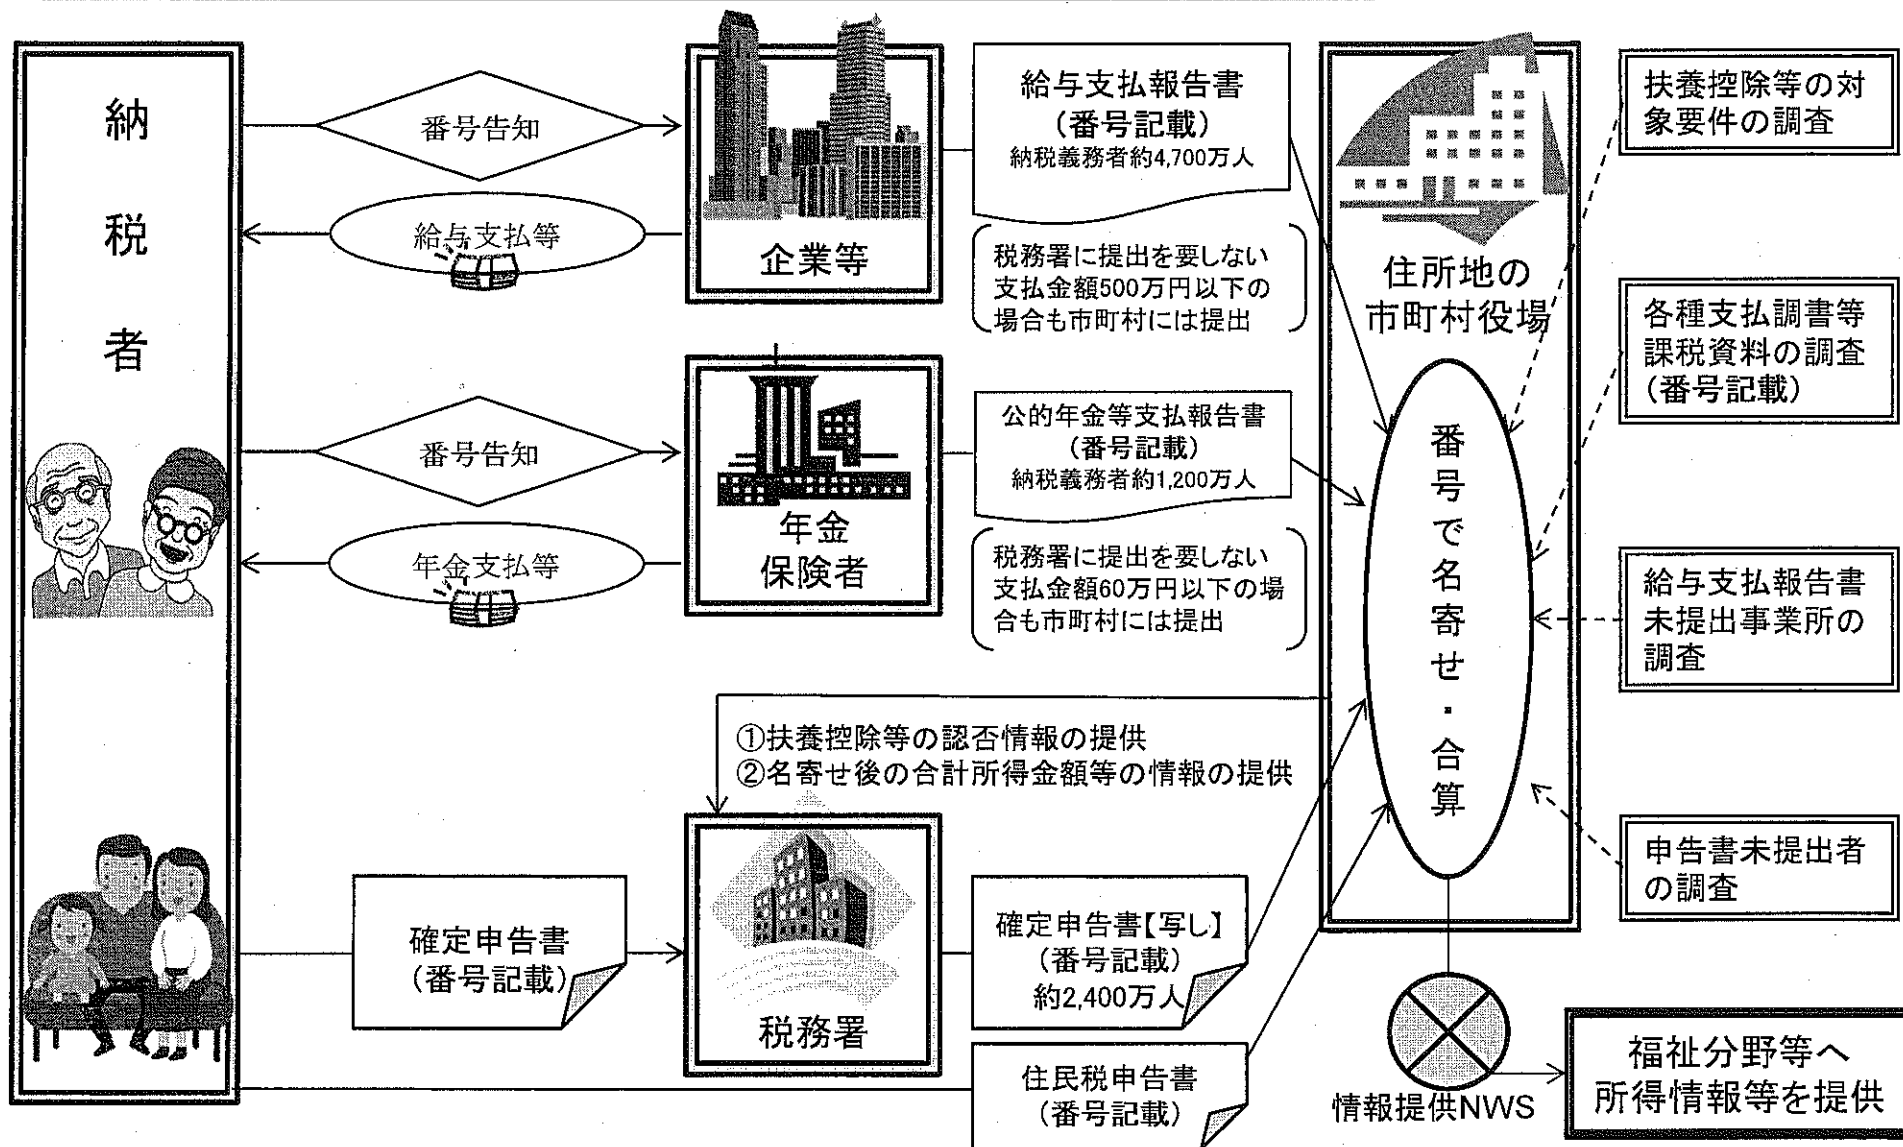 納税者
番号告知
給与支払等
企業等
給与支払報告書
(番号記載)
納税義務者約4,700万人
税務署に提出を要しない
支払金額500万円以下の
場合も市町村には提出
番号告知
年金支払等
年金
保険者
公的年金等支払報告書
(番号記載)
納税義務者約1,200万人
税務署に提出を要しない
支払金額60万円以下の場
合も市町村には提出
①扶養控除等の認否情報の提供
②名寄せ後の合計所得金額等の情報の提供
確定申告書
(番号記載)
税務署
確定申告書【写し】
(番号記載)
約2,400万人
住民税申告書
(番号記載)
住所地の
市町村役場
番号で名寄せ・合算
扶養控除等の対
象要件の調査
各種支払調書等
課税資料の調査
(番号記載)
給与支払報告書
未提出事業所の
調査
申告書未提出者
の調査
情報提供NWS
福祉分野等へ
所得情報等を提供